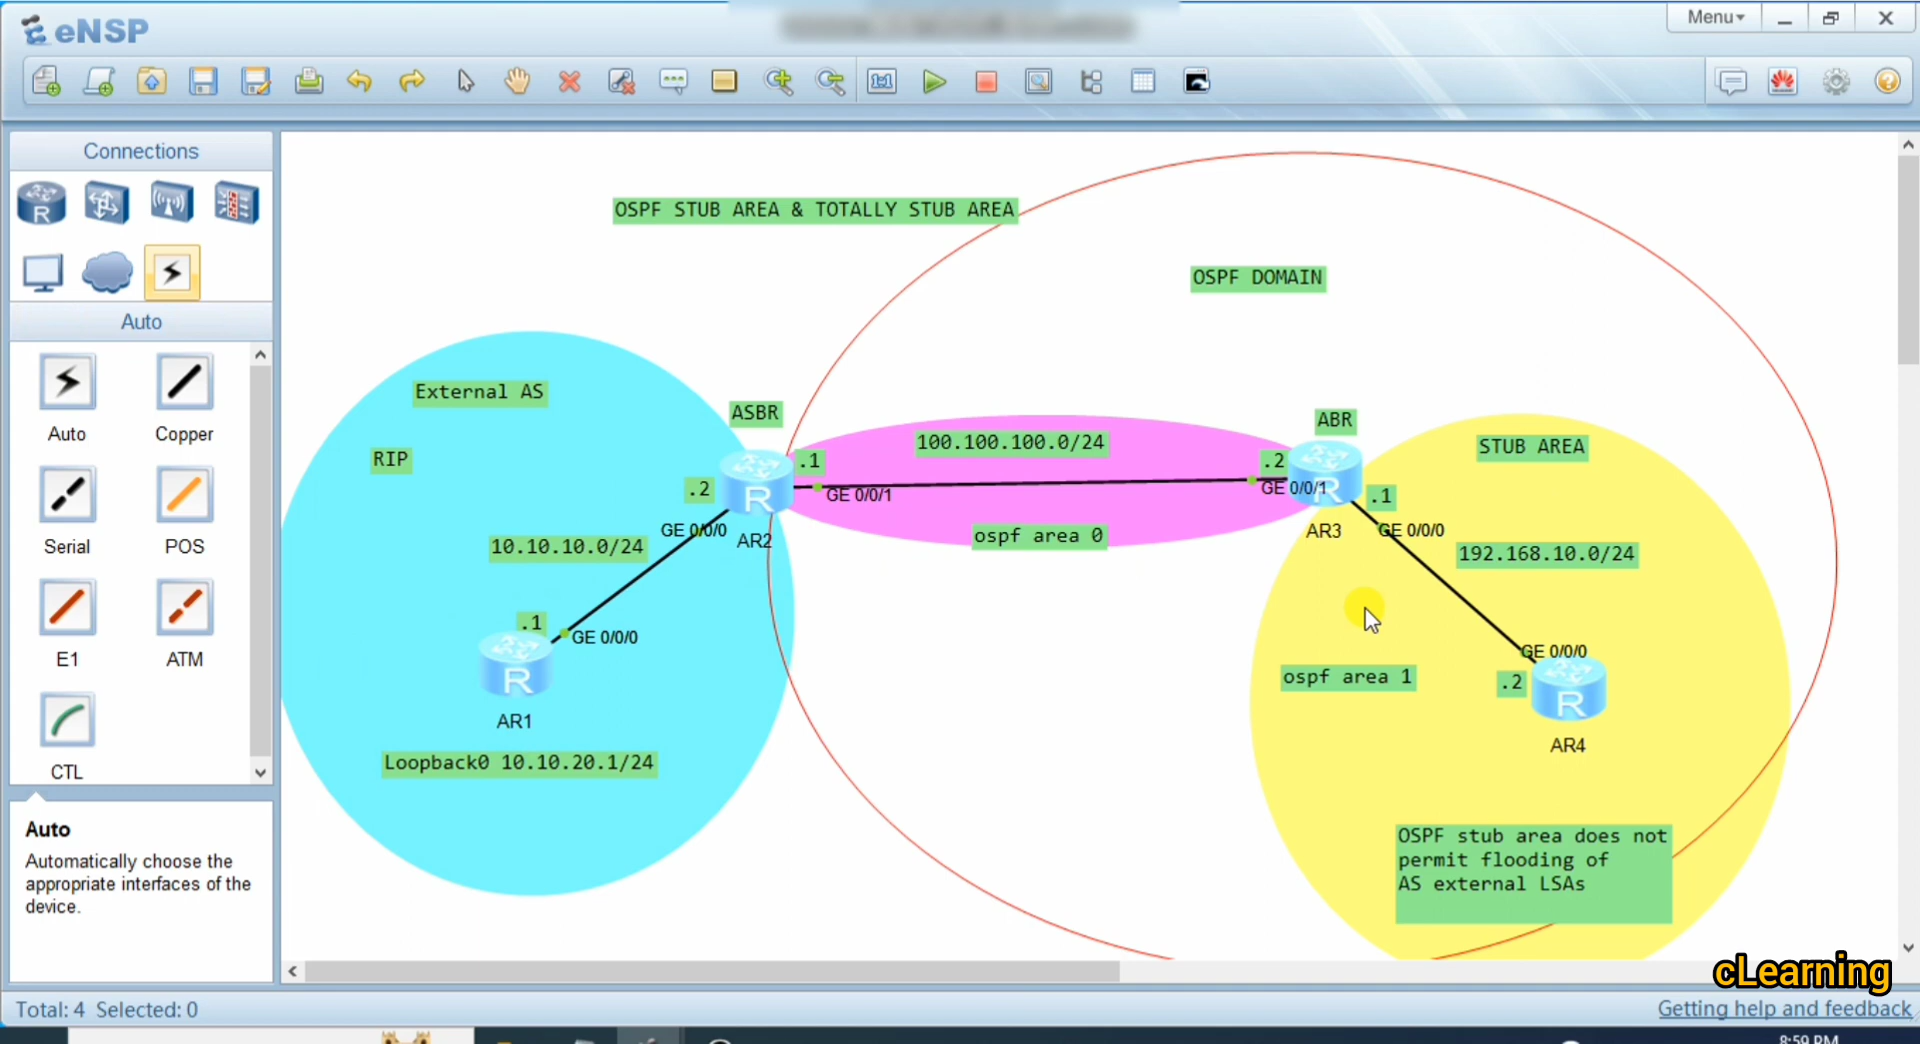 eNSP
Menu
Connections
Auto
Auto
Copper
Serial
POS
E1
ATM
CTL
Auto
Automatically choose the
appropriate interfaces of the
device.
OSPF STUB AREA & TOTALLY STUB AREA
OSPF DOMAIN
External AS
RIP
ASBR
ABR
STUB AREA
100.100.100.0/24
.1
.2
.2
GE 0/0/1
GE 0/0/1
.1
GE 0/0/0
AR2
AR3
GE 0/0/0
ospf area 0
10.10.10.0/24
192.168.10.0/24
.1
GE 0/0/0
GE 0/0/0
ospf area 1
.2
R
R
R
R
R
AR1
AR4
Loopback0 10.10.20.1/24
OSPF stub area does not
permit flooding of
AS external LSAs
cLearning
Total: 4 Selected: 0
Getting help and feedback
8:59 PM